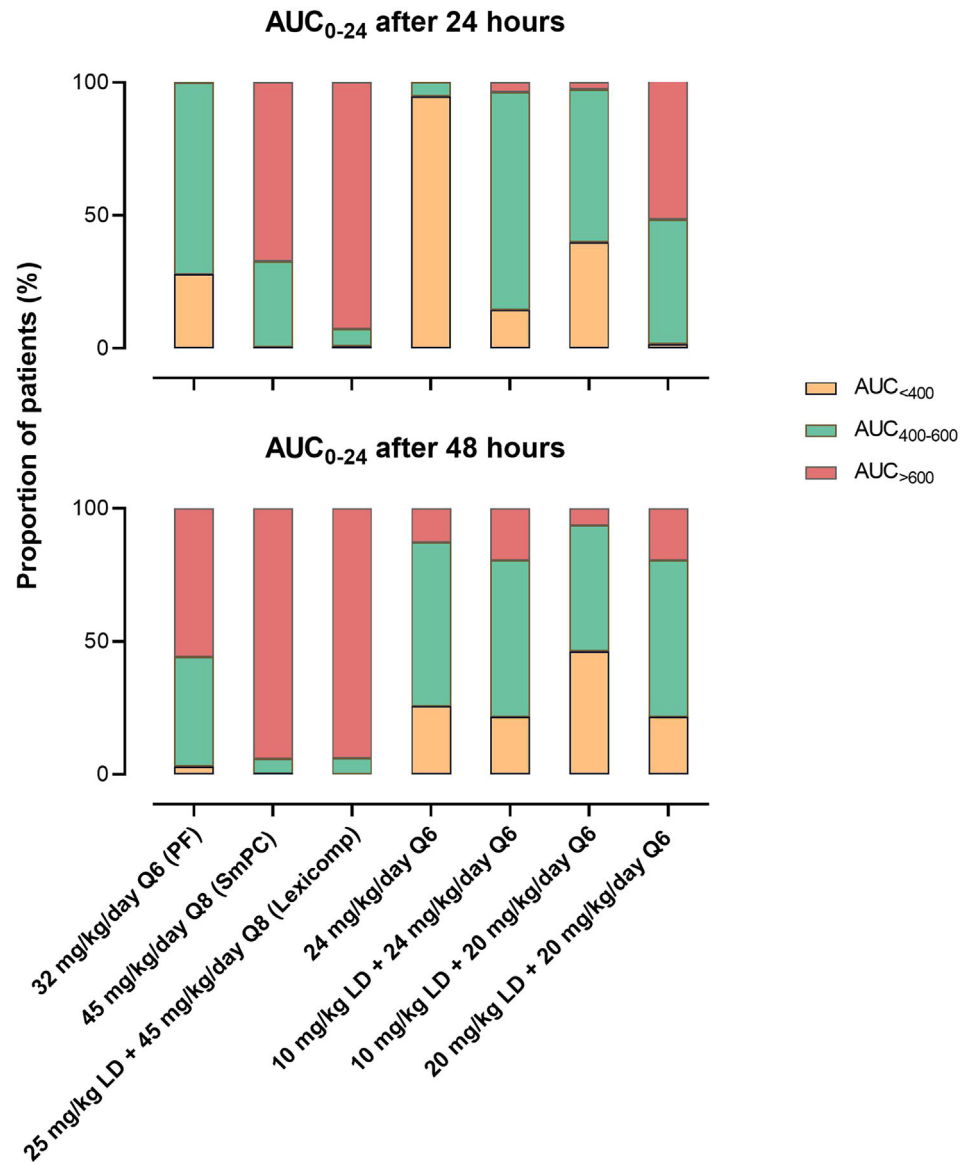 AUC0-24 after 24 hours
100
50
0
Proportion of patients (%)
AUC<400
AUC400-600
AUC>600
AUC0-24 after 48 hours
100
50
0
32 mg/kg/day Q6 (PF)
45 mg/kg/day Q8 (SmPC)
25 mg/kg LD + 45 mg/kg/day Q8 (Lexicomp)
24 mg/kg/day Q6
10 mg/kg LD + 24 mg/kg/day Q6
10 mg/kg LD + 20 mg/kg/day Q6
20 mg/kg LD + 20 mg/kg/day Q6